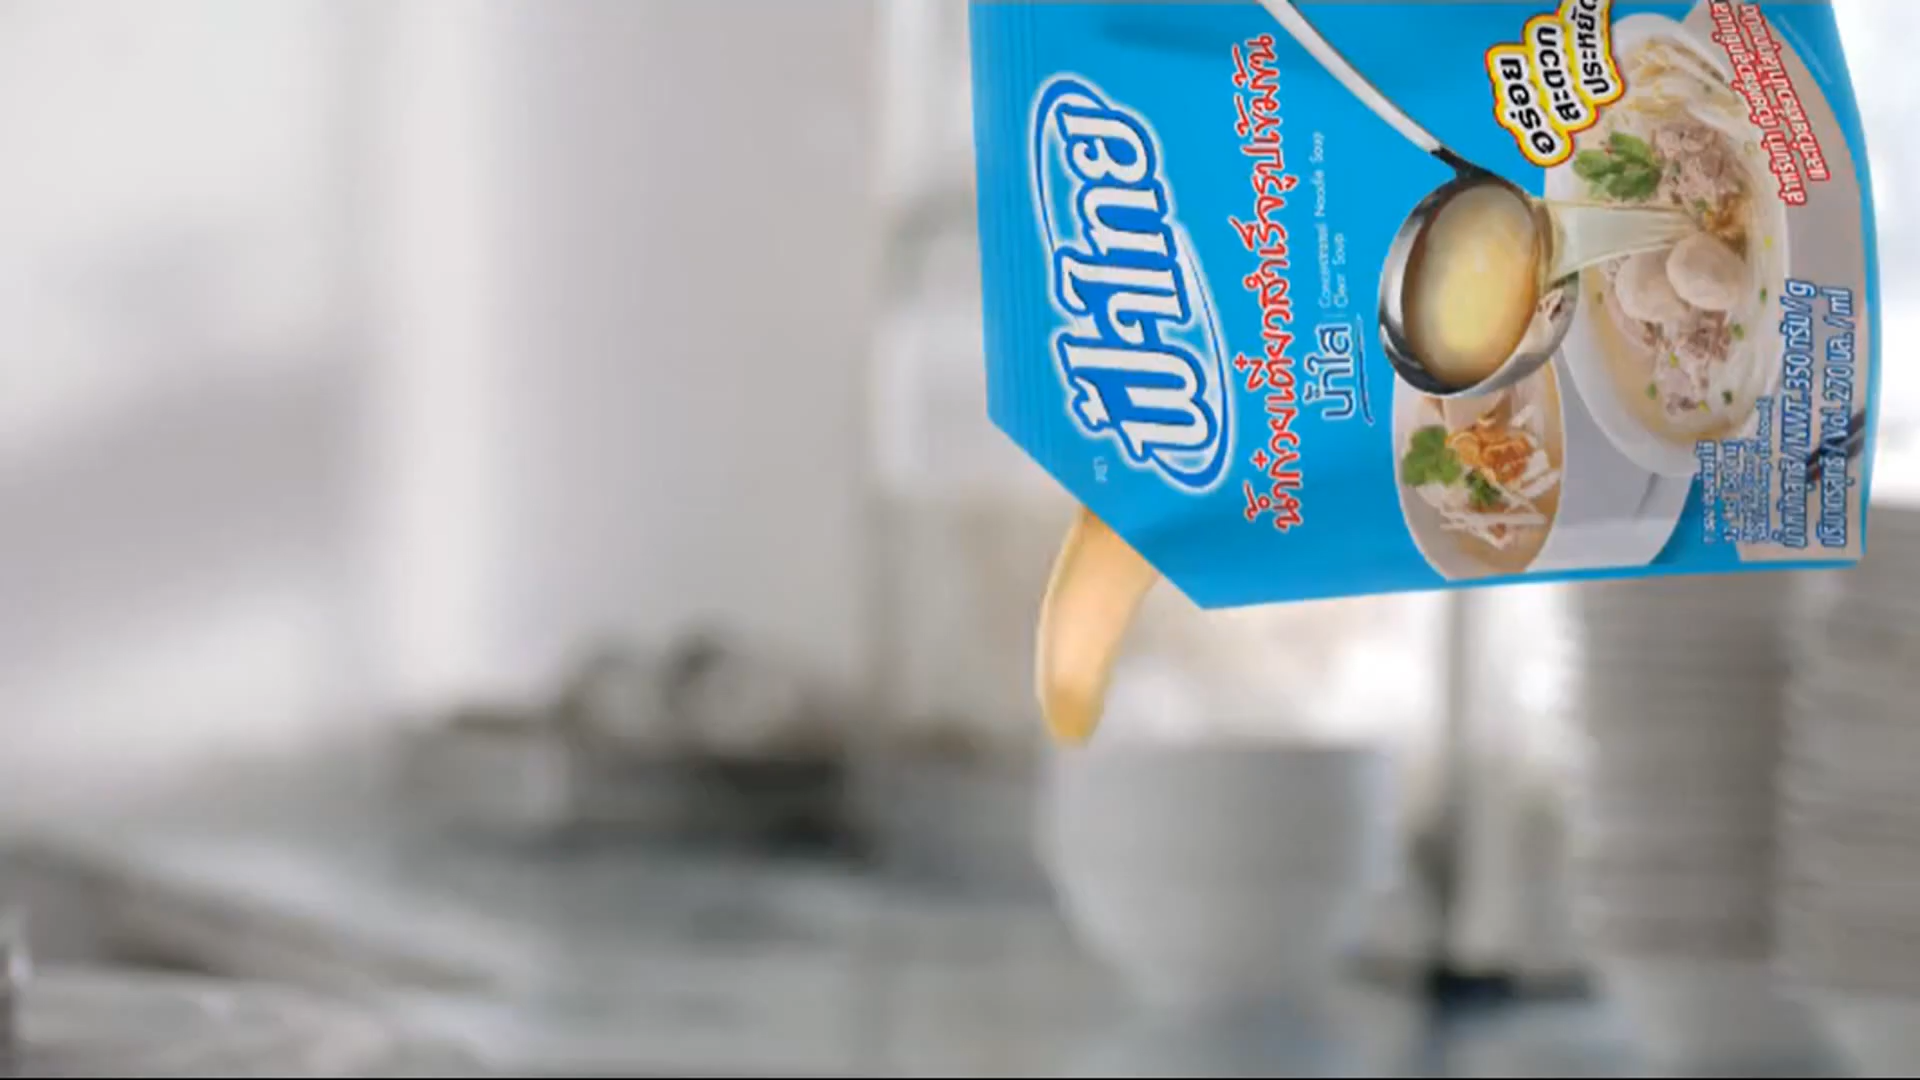 ฟ้าไทย
น้ำก๋วยเตี๋ยวสำเร็จรูปเข้มข้น
น้ำใส
Concentrated Noodle Soup
Clear Soup
อร่อย
สะดวก
ประหยัด
น้ำหนักสุทธิ/NWT.350 กรัม/g
ปริมาตรสุทธิ/Vol.270 มล./ml